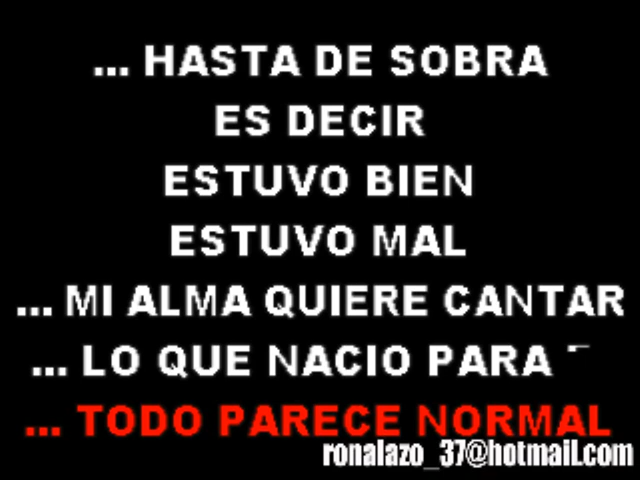 ... HASTA DE SOBRA
ES DECIR
ESTUVO BIEN
ESTUVO MAL
... MI ALMA QUIERE CANTAR
... LO QUE NACIO PARA
... TODO PARECE NORMAL
ronalazo_37@hotmail.com